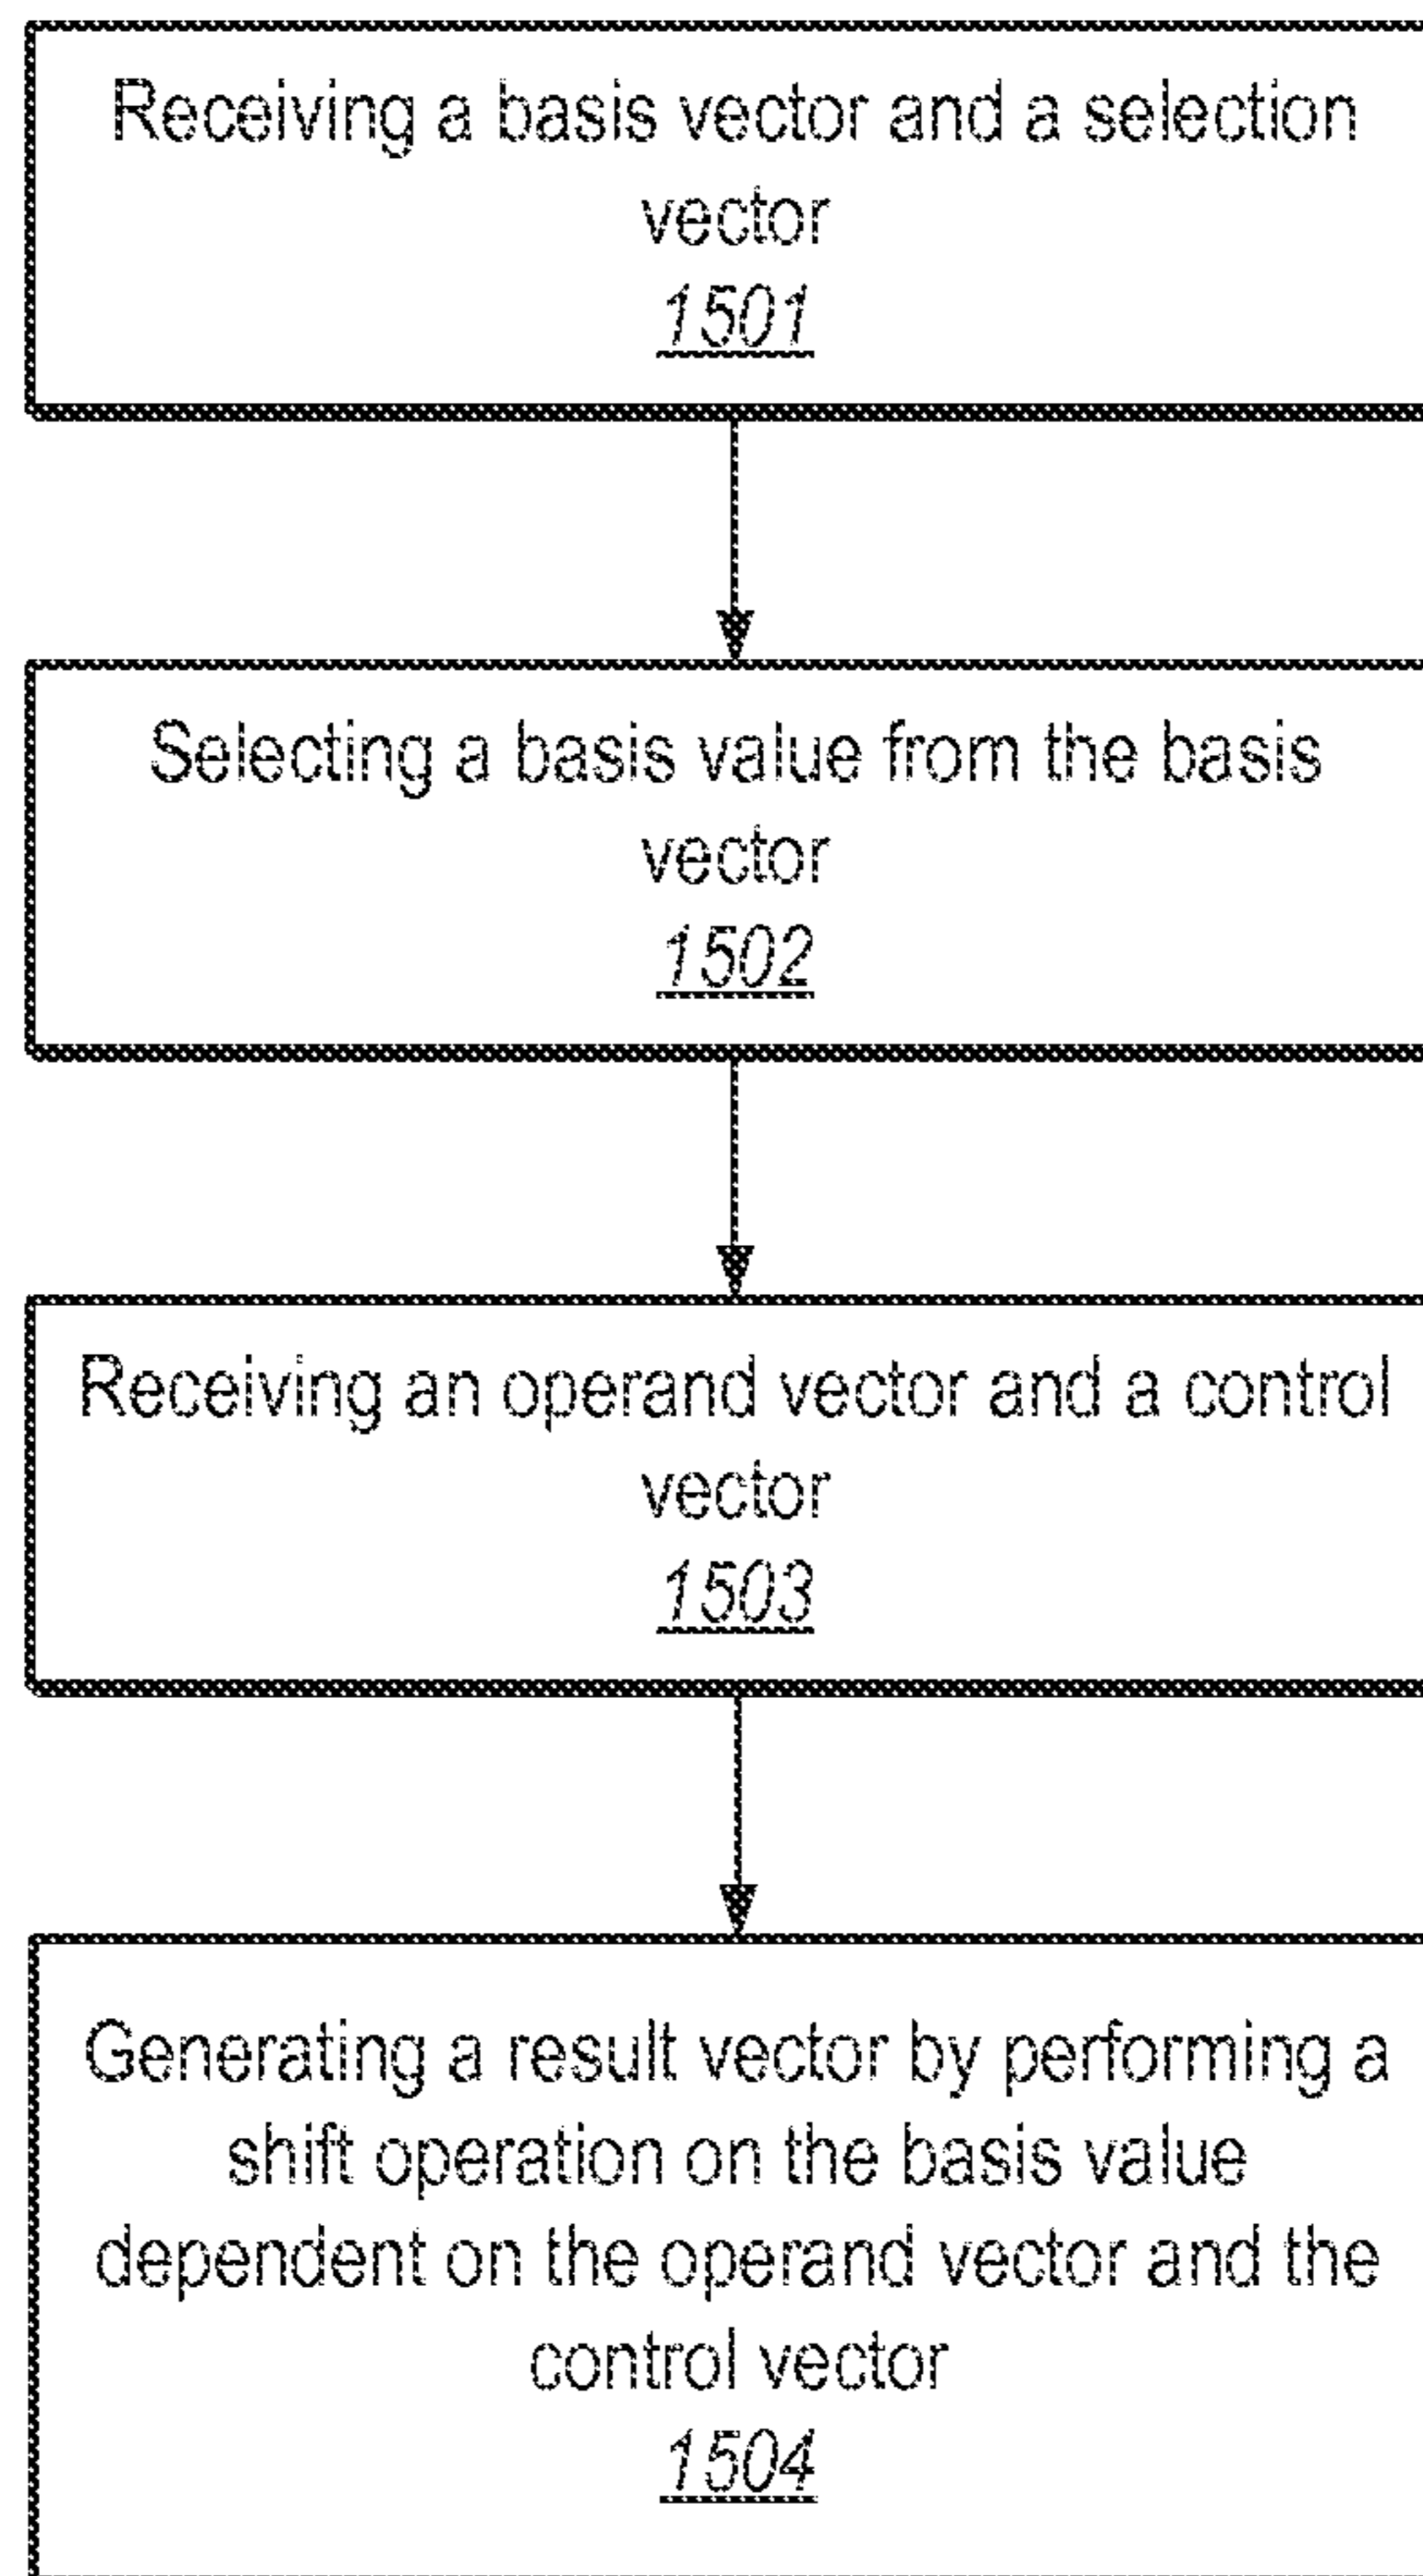 Receiving a basis vector and a selection
vector
1501
Selecting a basis value from the basis
vector
1502
Receiving an operand vector and a control
vector
1503
Generating a result vector by performing a
shift operation on the basis value
dependent on the operand vector and the
control vector
1504